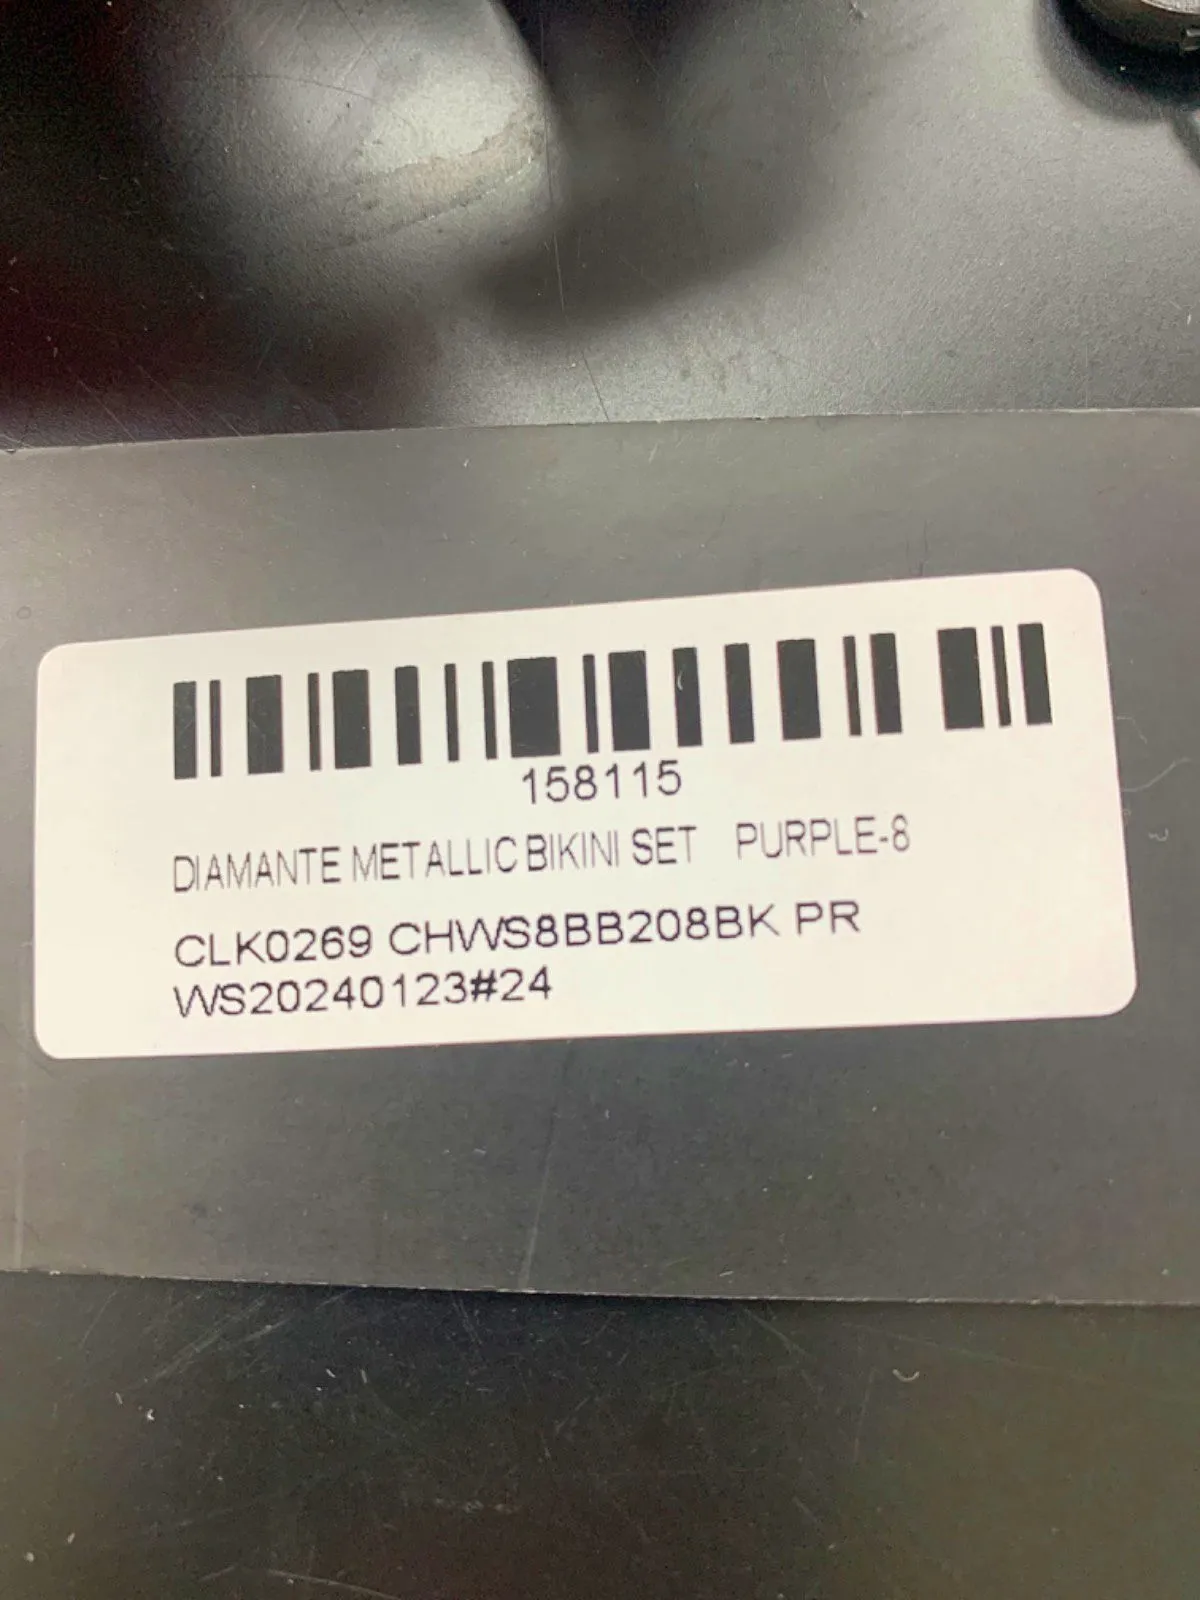 158115
DIAMANTE METALLIC BIKINI SET PURPLE-8
CLK0269 CHWS8BB208BK PR
WS20240123#24